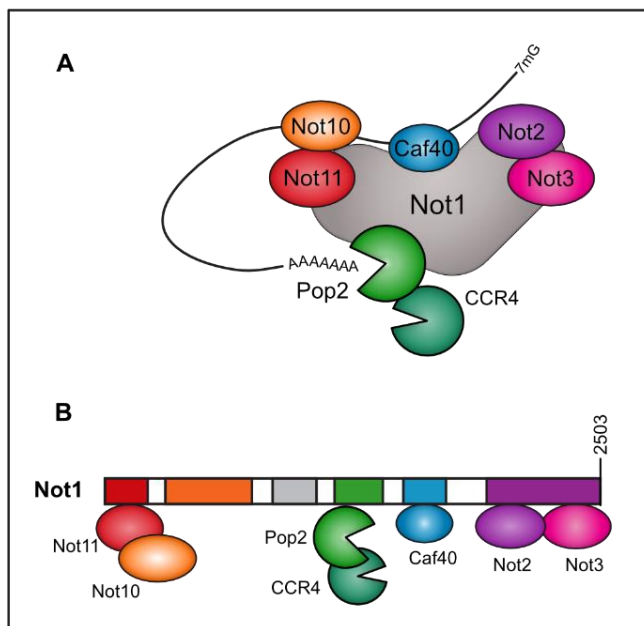 A
7mG
Not10
Caf40
Not2
Not11
Not3
Not1
AAAAAAA
Pop2
CCR4
B
2503
Not1
Not11
Not10
Pop2
CCR4
Caf40
Not2
Not3